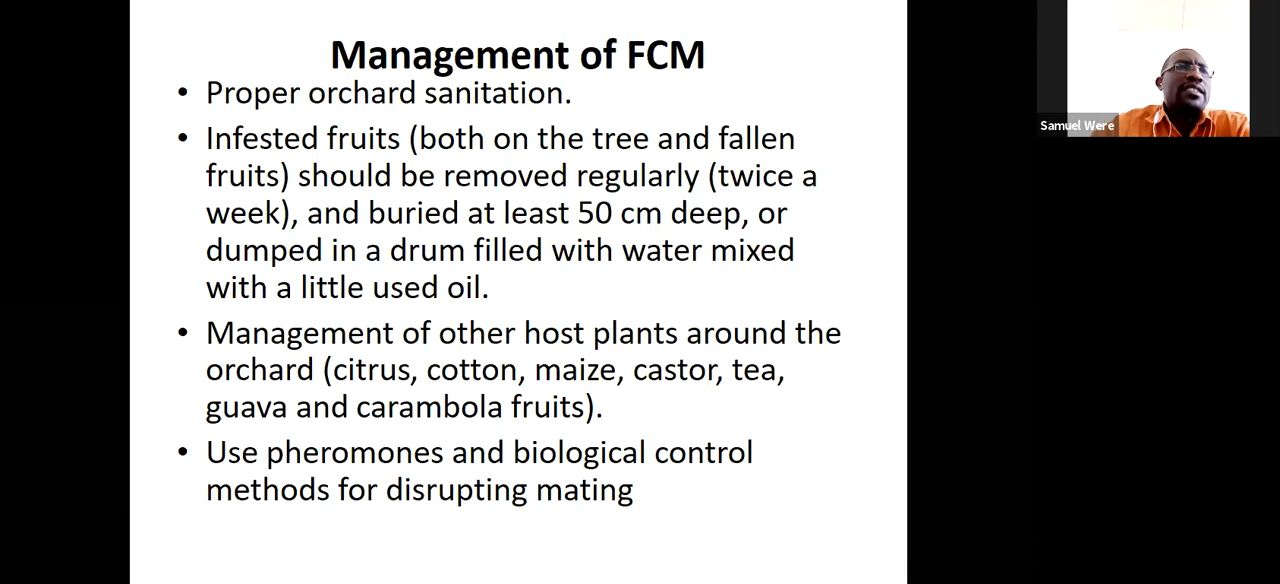 Management of FCM
• Proper orchard sanitation.
• Infested fruits (both on the tree and fallen
fruits) should be removed regularly (twice a
week), and buried at least 50 cm deep, or
dumped in a drum filled with water mixed
with a little used oil.
• Management of other host plants around the
orchard (citrus, cotton, maize, castor, tea,
guava and carambola fruits).
• Use pheromones and biological control
methods for disrupting mating
Samuel Were